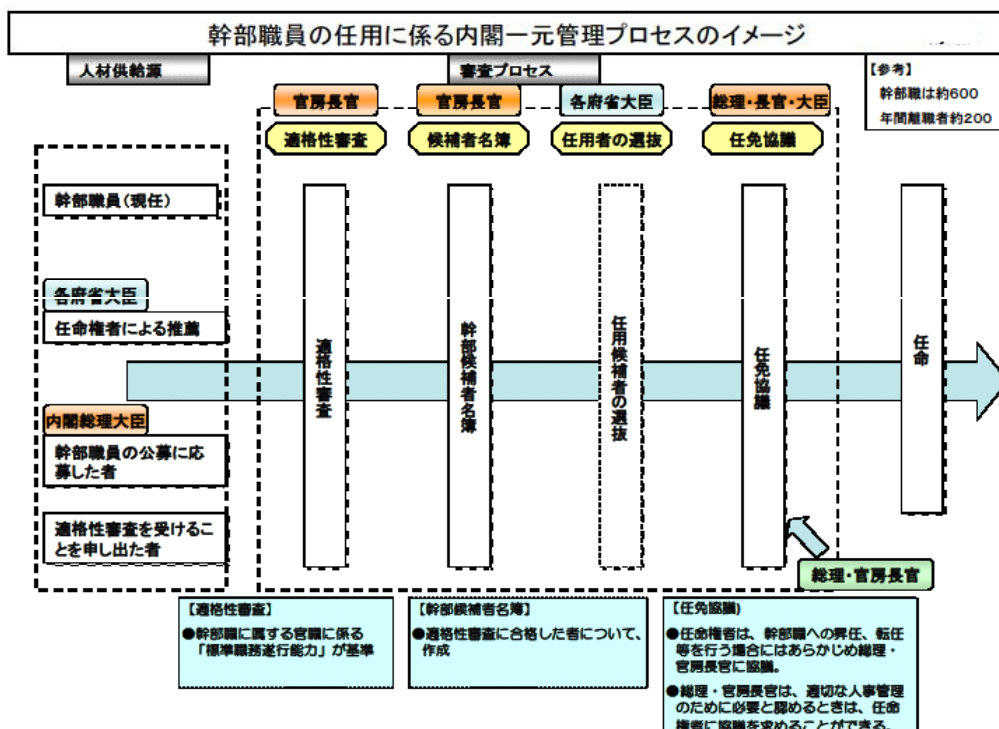 幹部職員の任用に係る内閣一元管理プロセスのイメージ
人材供給源
審査プロセス
【参考】
幹部職は約600
年間離職者約200
官房長官
官房長官
各府省大臣
総理・長官・大臣
適格性審査
候補者名簿
任用者の選抜
任免協議
幹部職員(現任)
各府省大臣
任命権者による推薦
内閣総理大臣
幹部職員の公募に応
募した者
適格性審査を受けるこ
とを申し出た者
適格性審査
幹部候補者名簿
任用候補者の選抜
任免協議
任命
総理・官房長官
【適格性審査】
●幹部職に属する官職に係る
「標準職務遂行能力」が基準
【幹部候補者名簿】
●適格性審査に合格した者について、
作成
【任免協議)
●任命権者は、幹部職への昇任、転任
等を行う場合にはあらかじめ総理・
官房長官に協議。
●総理・官房長官は、適切な人事管理
のために必要と認めるときは、任命
権者に協議を求めることができる。